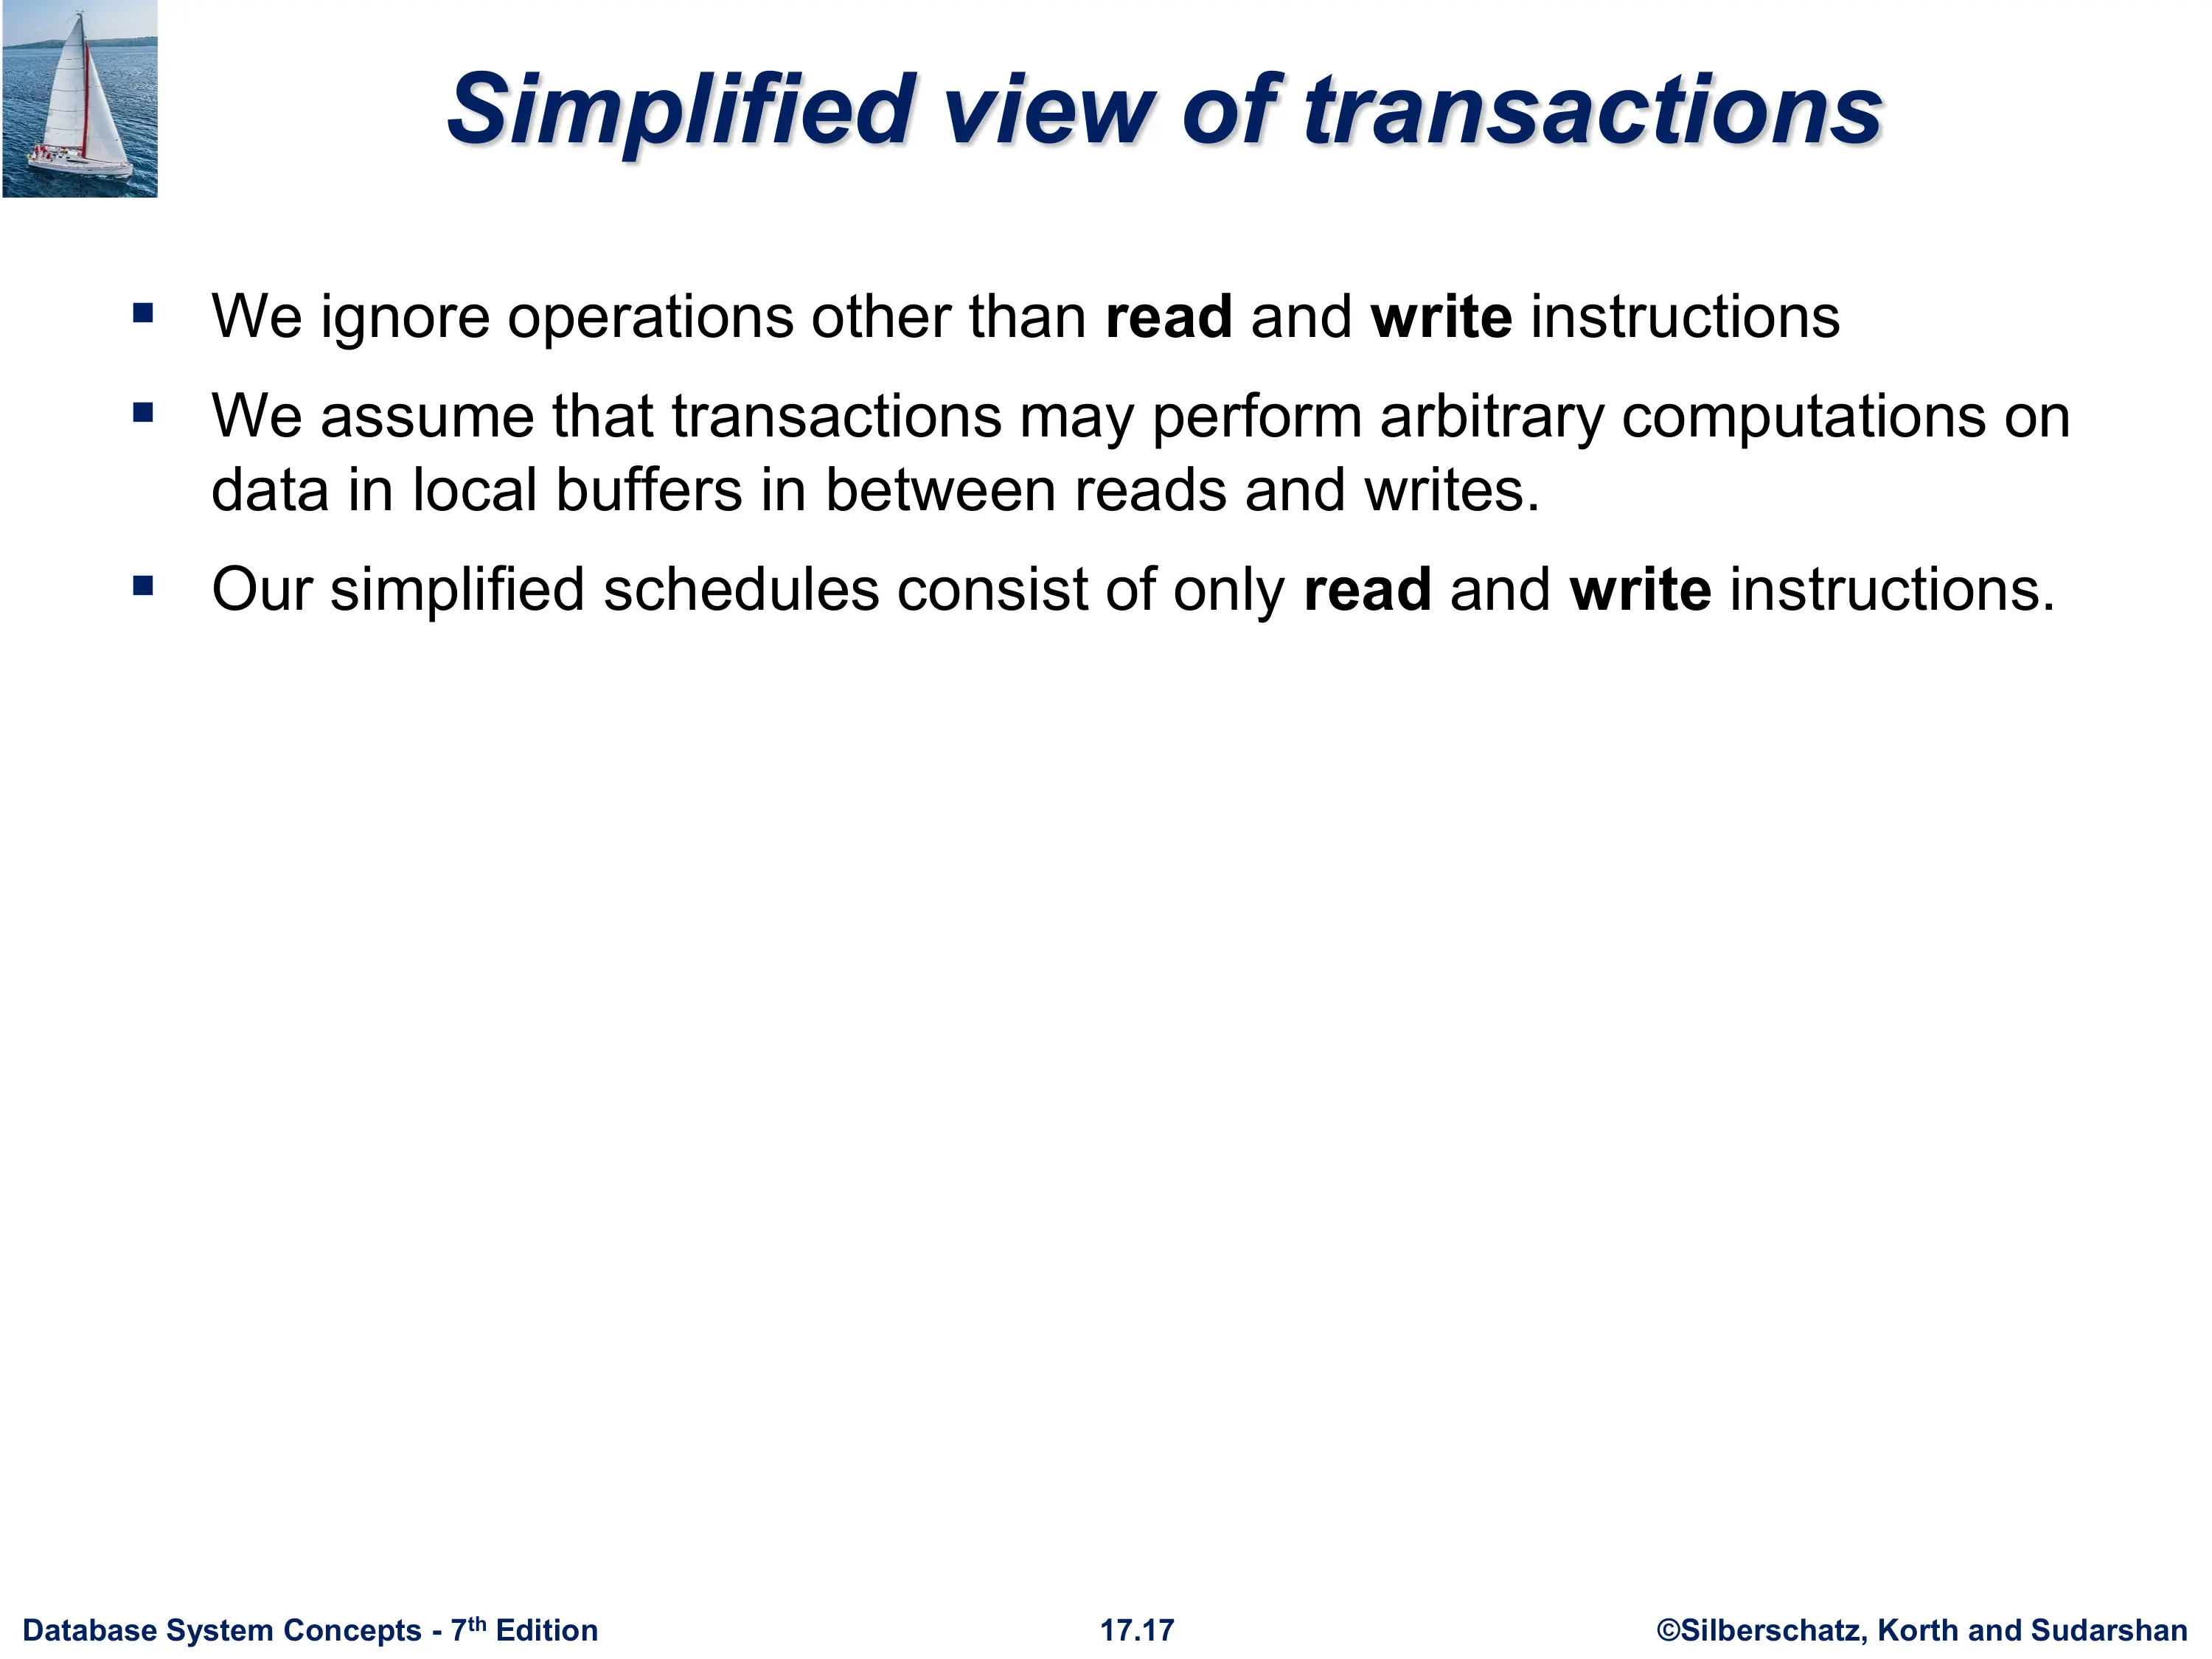 Simplified view of transactions
▪ We ignore operations other than read and write instructions
▪ We assume that transactions may perform arbitrary computations on
data in local buffers in between reads and writes.
▪ Our simplified schedules consist of only read and write instructions.
Database System Concepts - 7th Edition 17.17 ©Silberschatz, Korth and Sudarshan